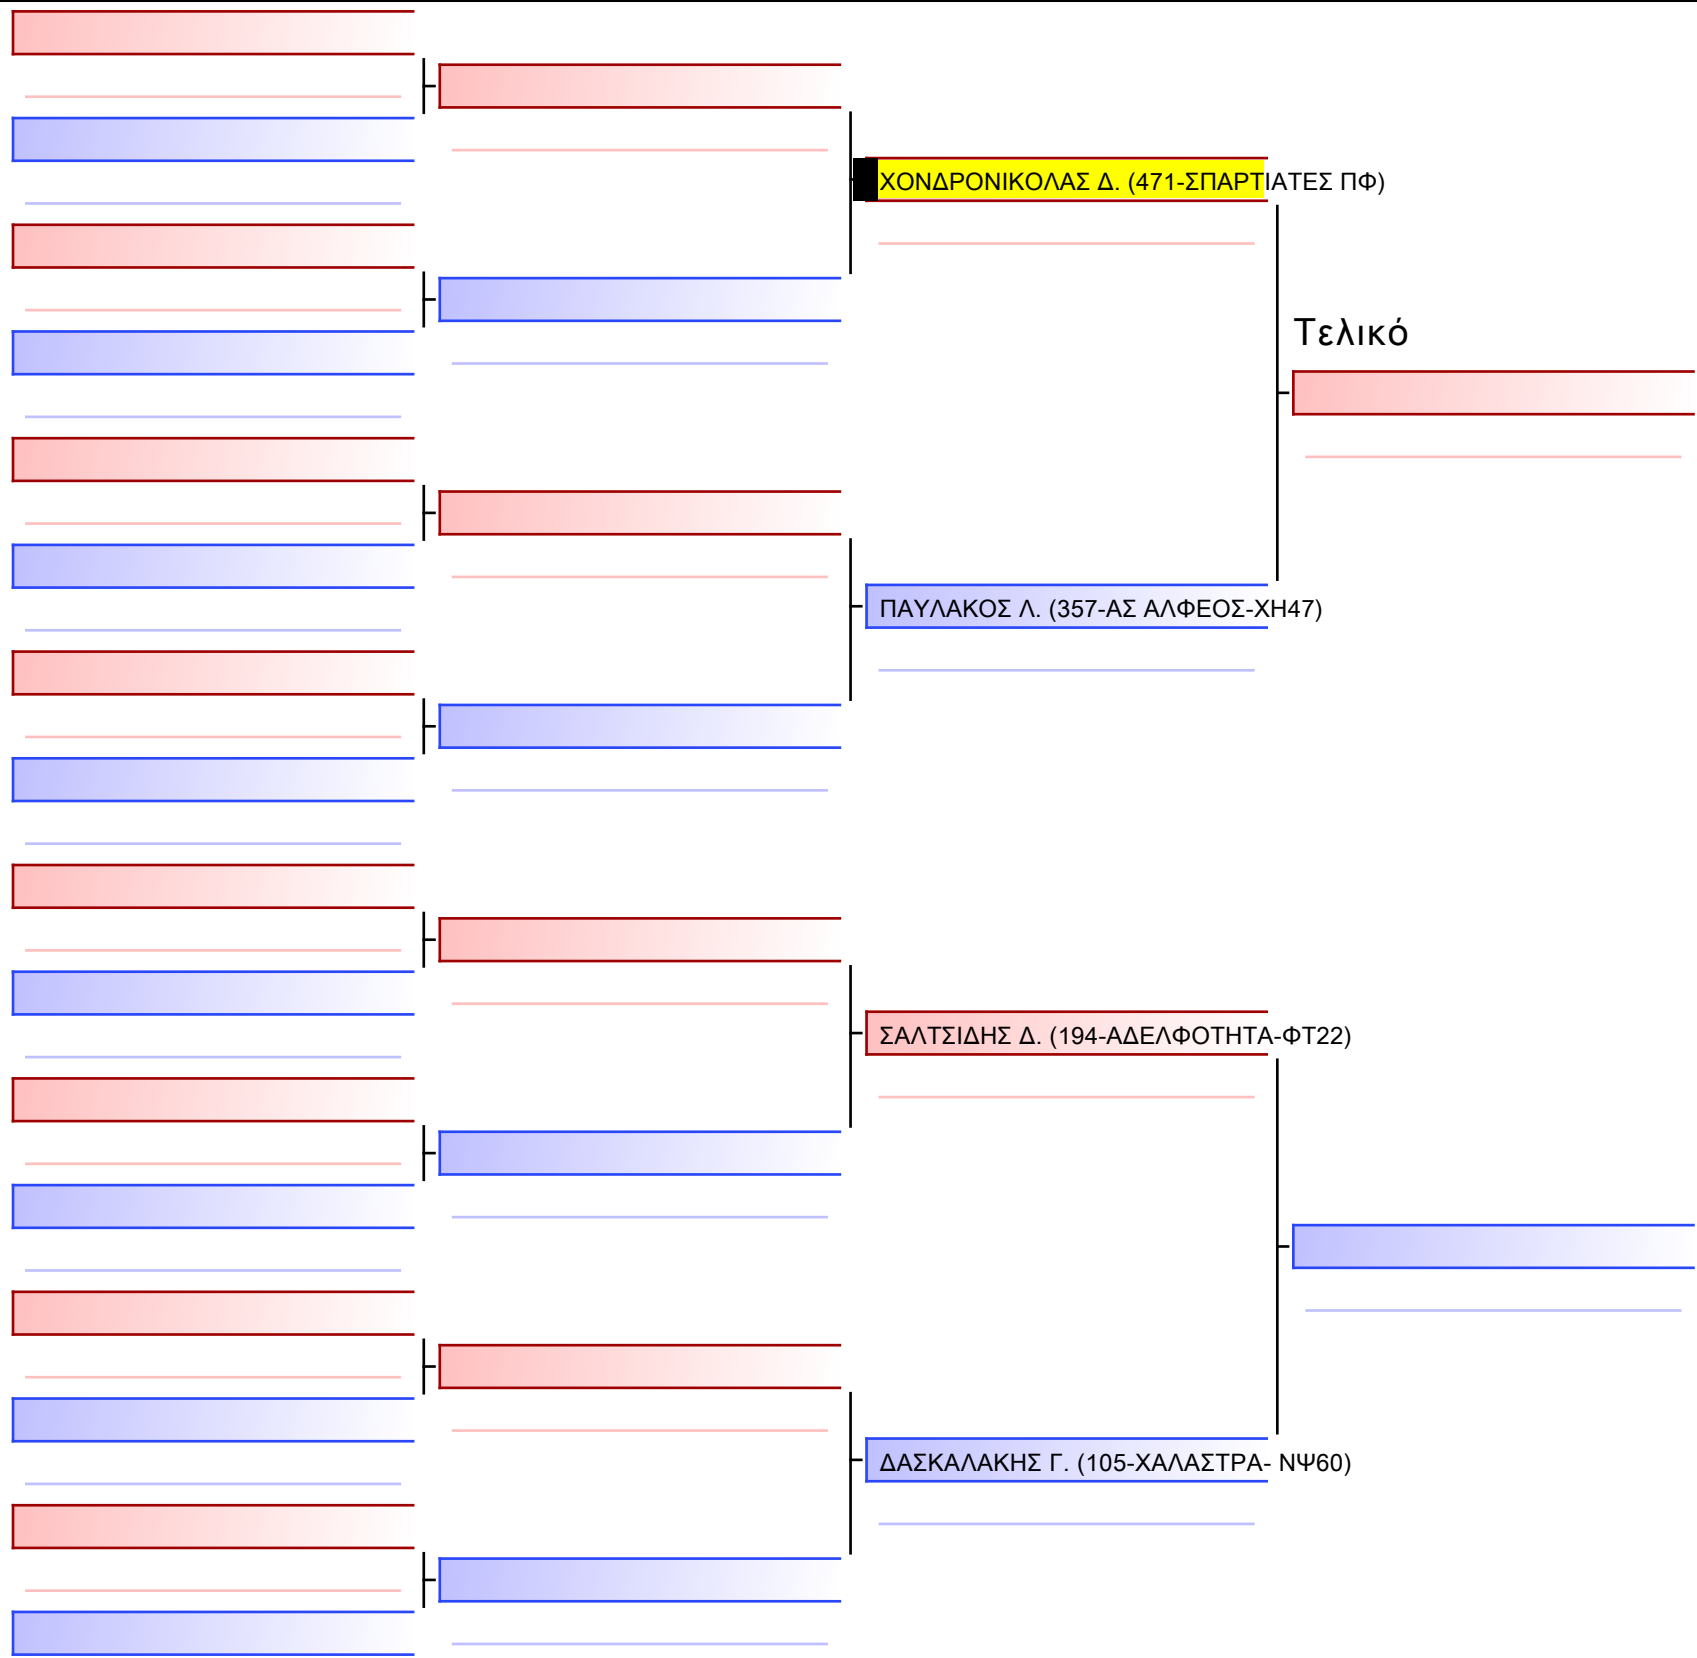 ΧΟΝΔΡΟΝΙΚΟΛΑΣ Δ. (471-ΣΠΑΡΤΙΑΤΕΣ ΠΦ)
Τελικό
ΠΑΥΛΑΚΟΣ Λ. (357-ΑΣ ΑΛΦΕΟΣ-ΧΗ47)
ΣΑΛΤΣΙΔΗΣ Δ. (194-ΑΔΕΛΦΟΤΗΤΑ-ΦΤ22)
ΔΑΣΚΑΛΑΚΗΣ Γ. (105-ΧΑΛΑΣΤΡΑ- ΝΨ60)